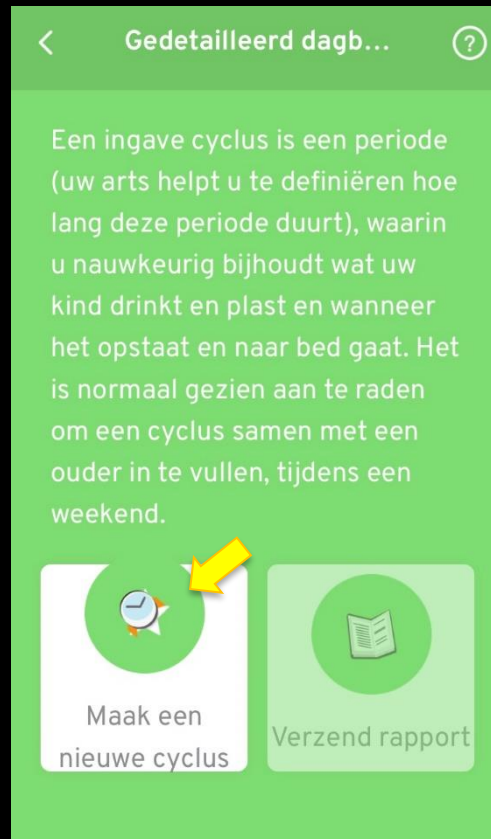 Gedetailleerd dagb...
?
Een ingave cyclus is een periode
(uw arts helpt u te definiëren hoe
lang deze periode duurt), waarin
u nauwkeurig bijhoudt wat uw
kind drinkt en plast en wanneer
het opstaat en naar bed gaat. Het
is normaal gezien aan te raden
om een cyclus samen met een
ouder in te vullen, tijdens een
weekend.
Maak een
nieuwe cyclus
Verzend rapport